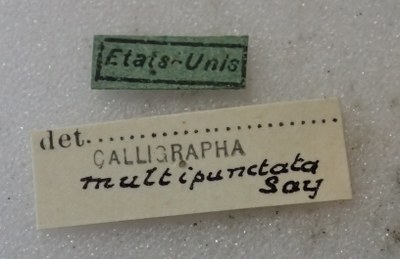 Etats-Unis
det..............................
CALLIGRAPHA
multipunctata
Say